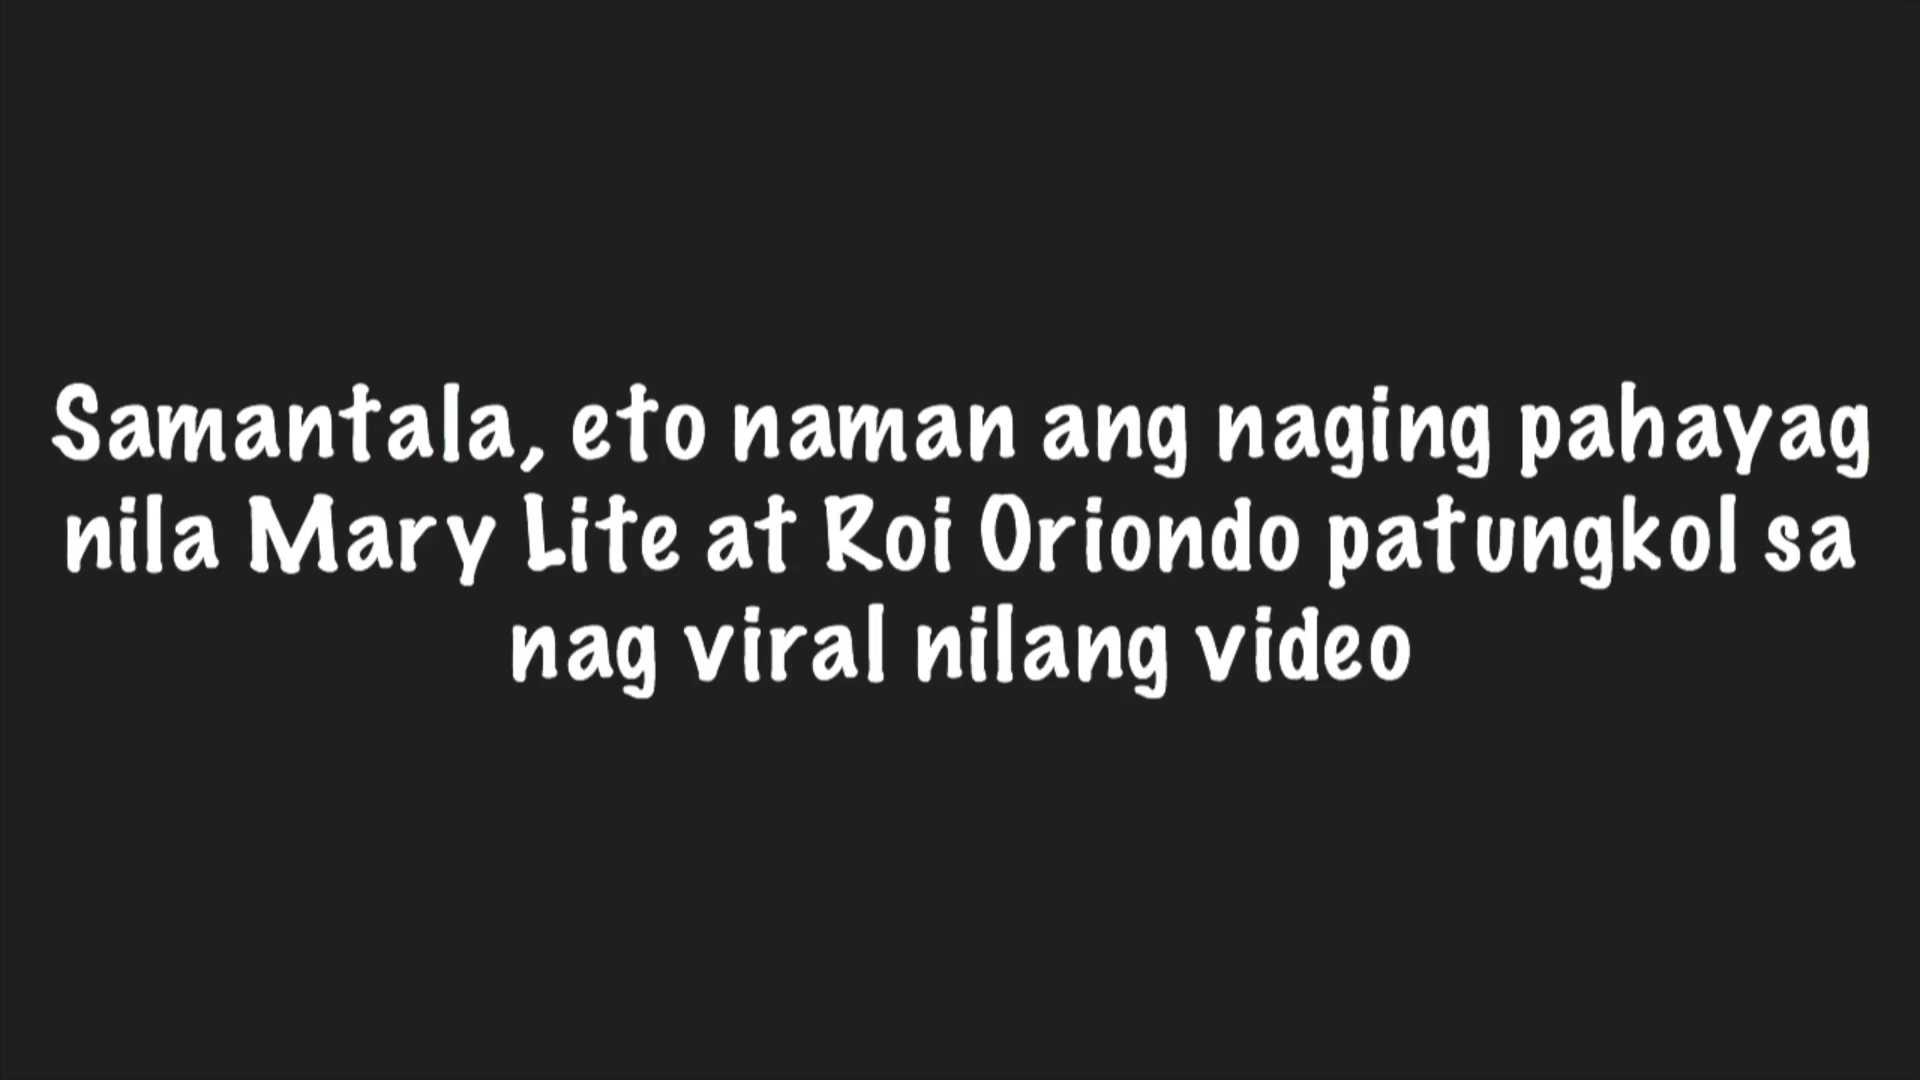 Samantala, eto naman ang naging pahayag
nila Mary Lite at Roi Oriondo patungkol sa
nag viral nilang video